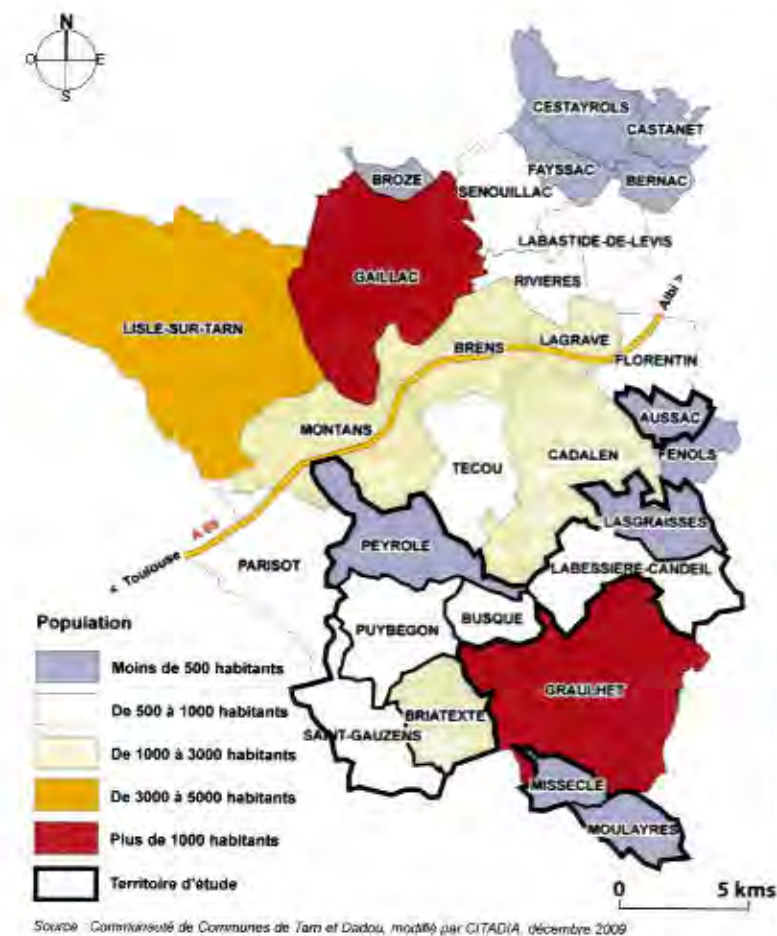 N
O E
S
CESTAYROLS
CASTANET
FAYSSAC
BERNAC
BROZE
SENOUILLAC
LABASTIDE-DE-LEVIS
GAILLAC
RIVIERES
Albi >
LISLE-SUR-TARN
LAGRAVE
BRENS
FLORENTIN
AUSSAC
MONTANS
CADALEN
FENOLS
TECOU
LASGRAISSES
A 68
PEYROLE
< Toulouse
PARISOT
LABESSIERE-CANDEIL
BUSQUE
PUYBEGON
GRAULHET
BRIATEXTE
SAINT-GAUZENS
MISSECLE
MOULAYRES
Population
Moins de 500 habitants
De 500 à 1000 habitants
De 1000 à 3000 habitants
De 3000 à 5000 habitants
Plus de 1000 habitants
Territoire d'étude
0 5 kms
Source : Communauté de Communes de Tarn et Dadou, modifié par CITADIA, décembre 2009